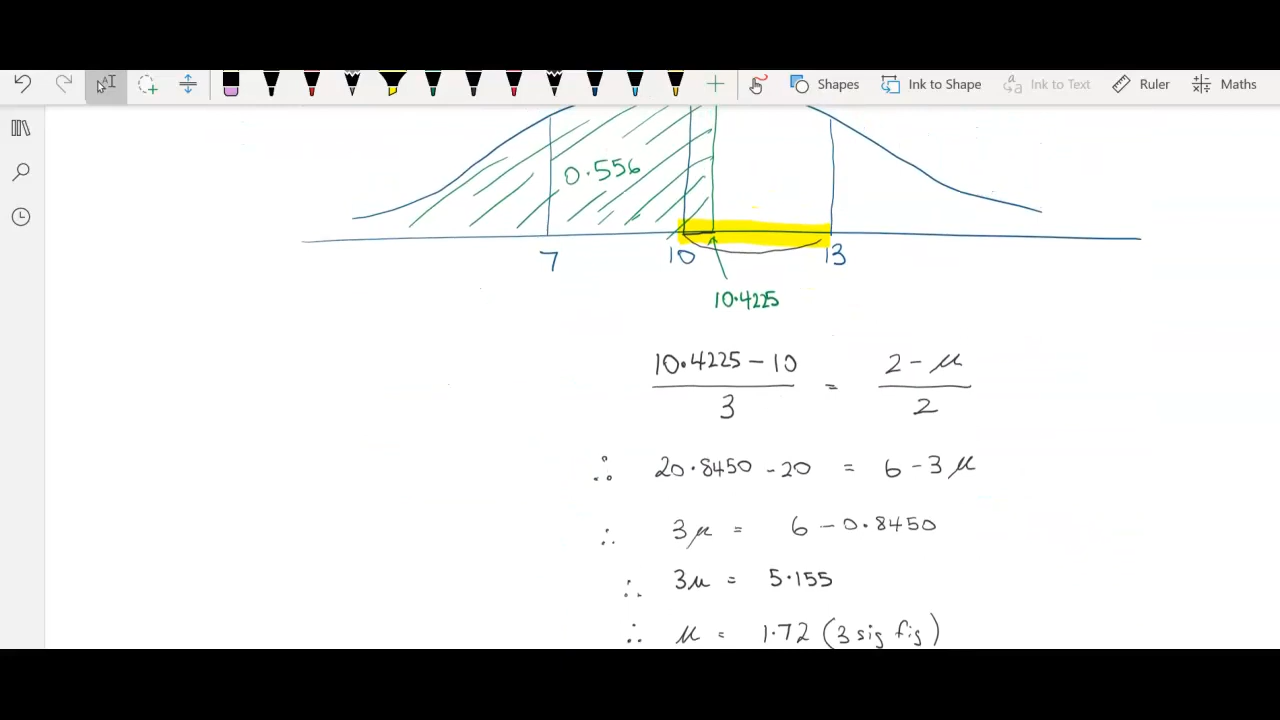 Shapes Ink to Shape Ink to Text Ruler Maths
0.556
7 10 13
10.4225
10.4225 - 10 / 3 = 2 - μ / 2
∴ 20.8450 - 20 = 6 - 3μ
∴ 3μ = 6 - 0.8450
∴ 3μ = 5.155
∴ μ = 1.72 (3 sig fig)